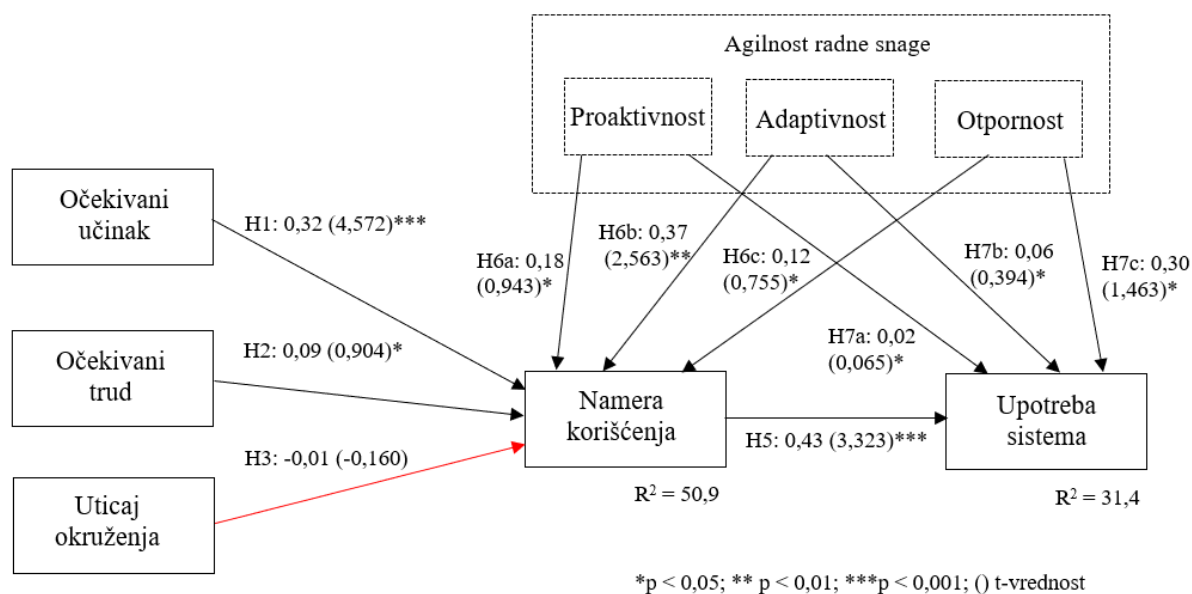 Agilnost radne snage
Proaktivnost
Adaptivnost
Otpornost
Očekivani
učinak
H1: 0,32 (4,572)***
H6a: 0,18
(0,943)*
H6b: 0,37
(2,563)**
H6c: 0,12
(0,755)*
H7b: 0,06
(0,394)*
H7c: 0,30
(1,463)*
Očekivani
trud
H2: 0,09 (0,904)*
H7a: 0,02
(0,065)*
Namera
korišćenja
H5: 0,43 (3,323)***
Upotreba
sistema
Uticaj
okruženja
H3: -0,01 (-0,160)
R² = 50,9
R² = 31,4
*p < 0,05; ** p < 0,01; ***p < 0,001; () t-vrednost